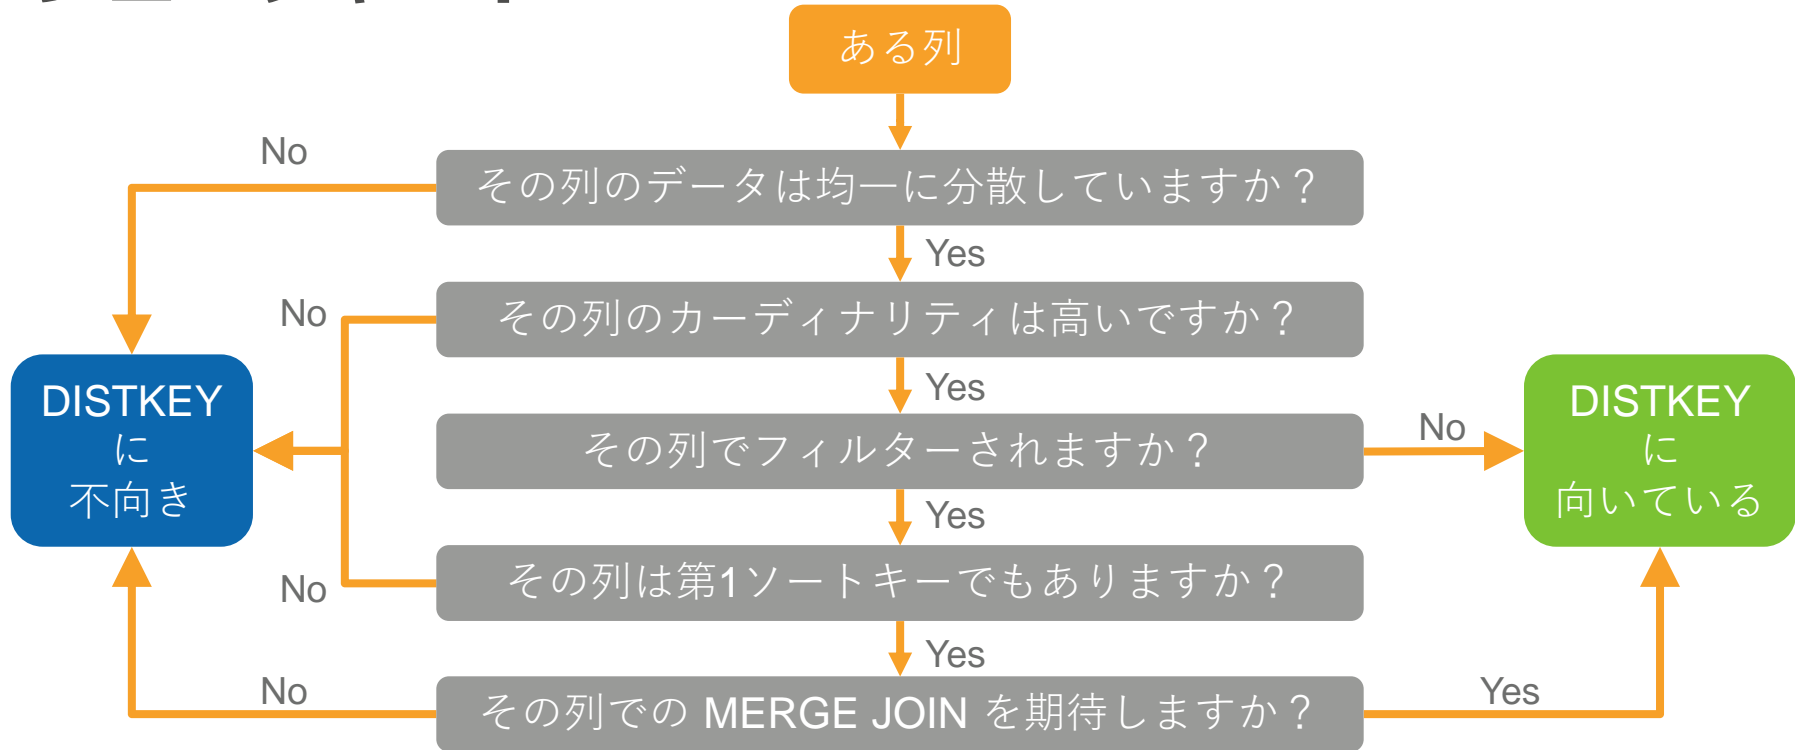 ある列
No
その列のデータは均一に分散していますか？
Yes
No
その列のカーディナリティは高いですか？
Yes
DISTKEY
に
不向き
その列でフィルターされますか？
No
DISTKEY
に
向いている
Yes
No
その列は第1ソートキーでもありますか？
Yes
No
その列での MERGE JOIN を期待しますか？
Yes